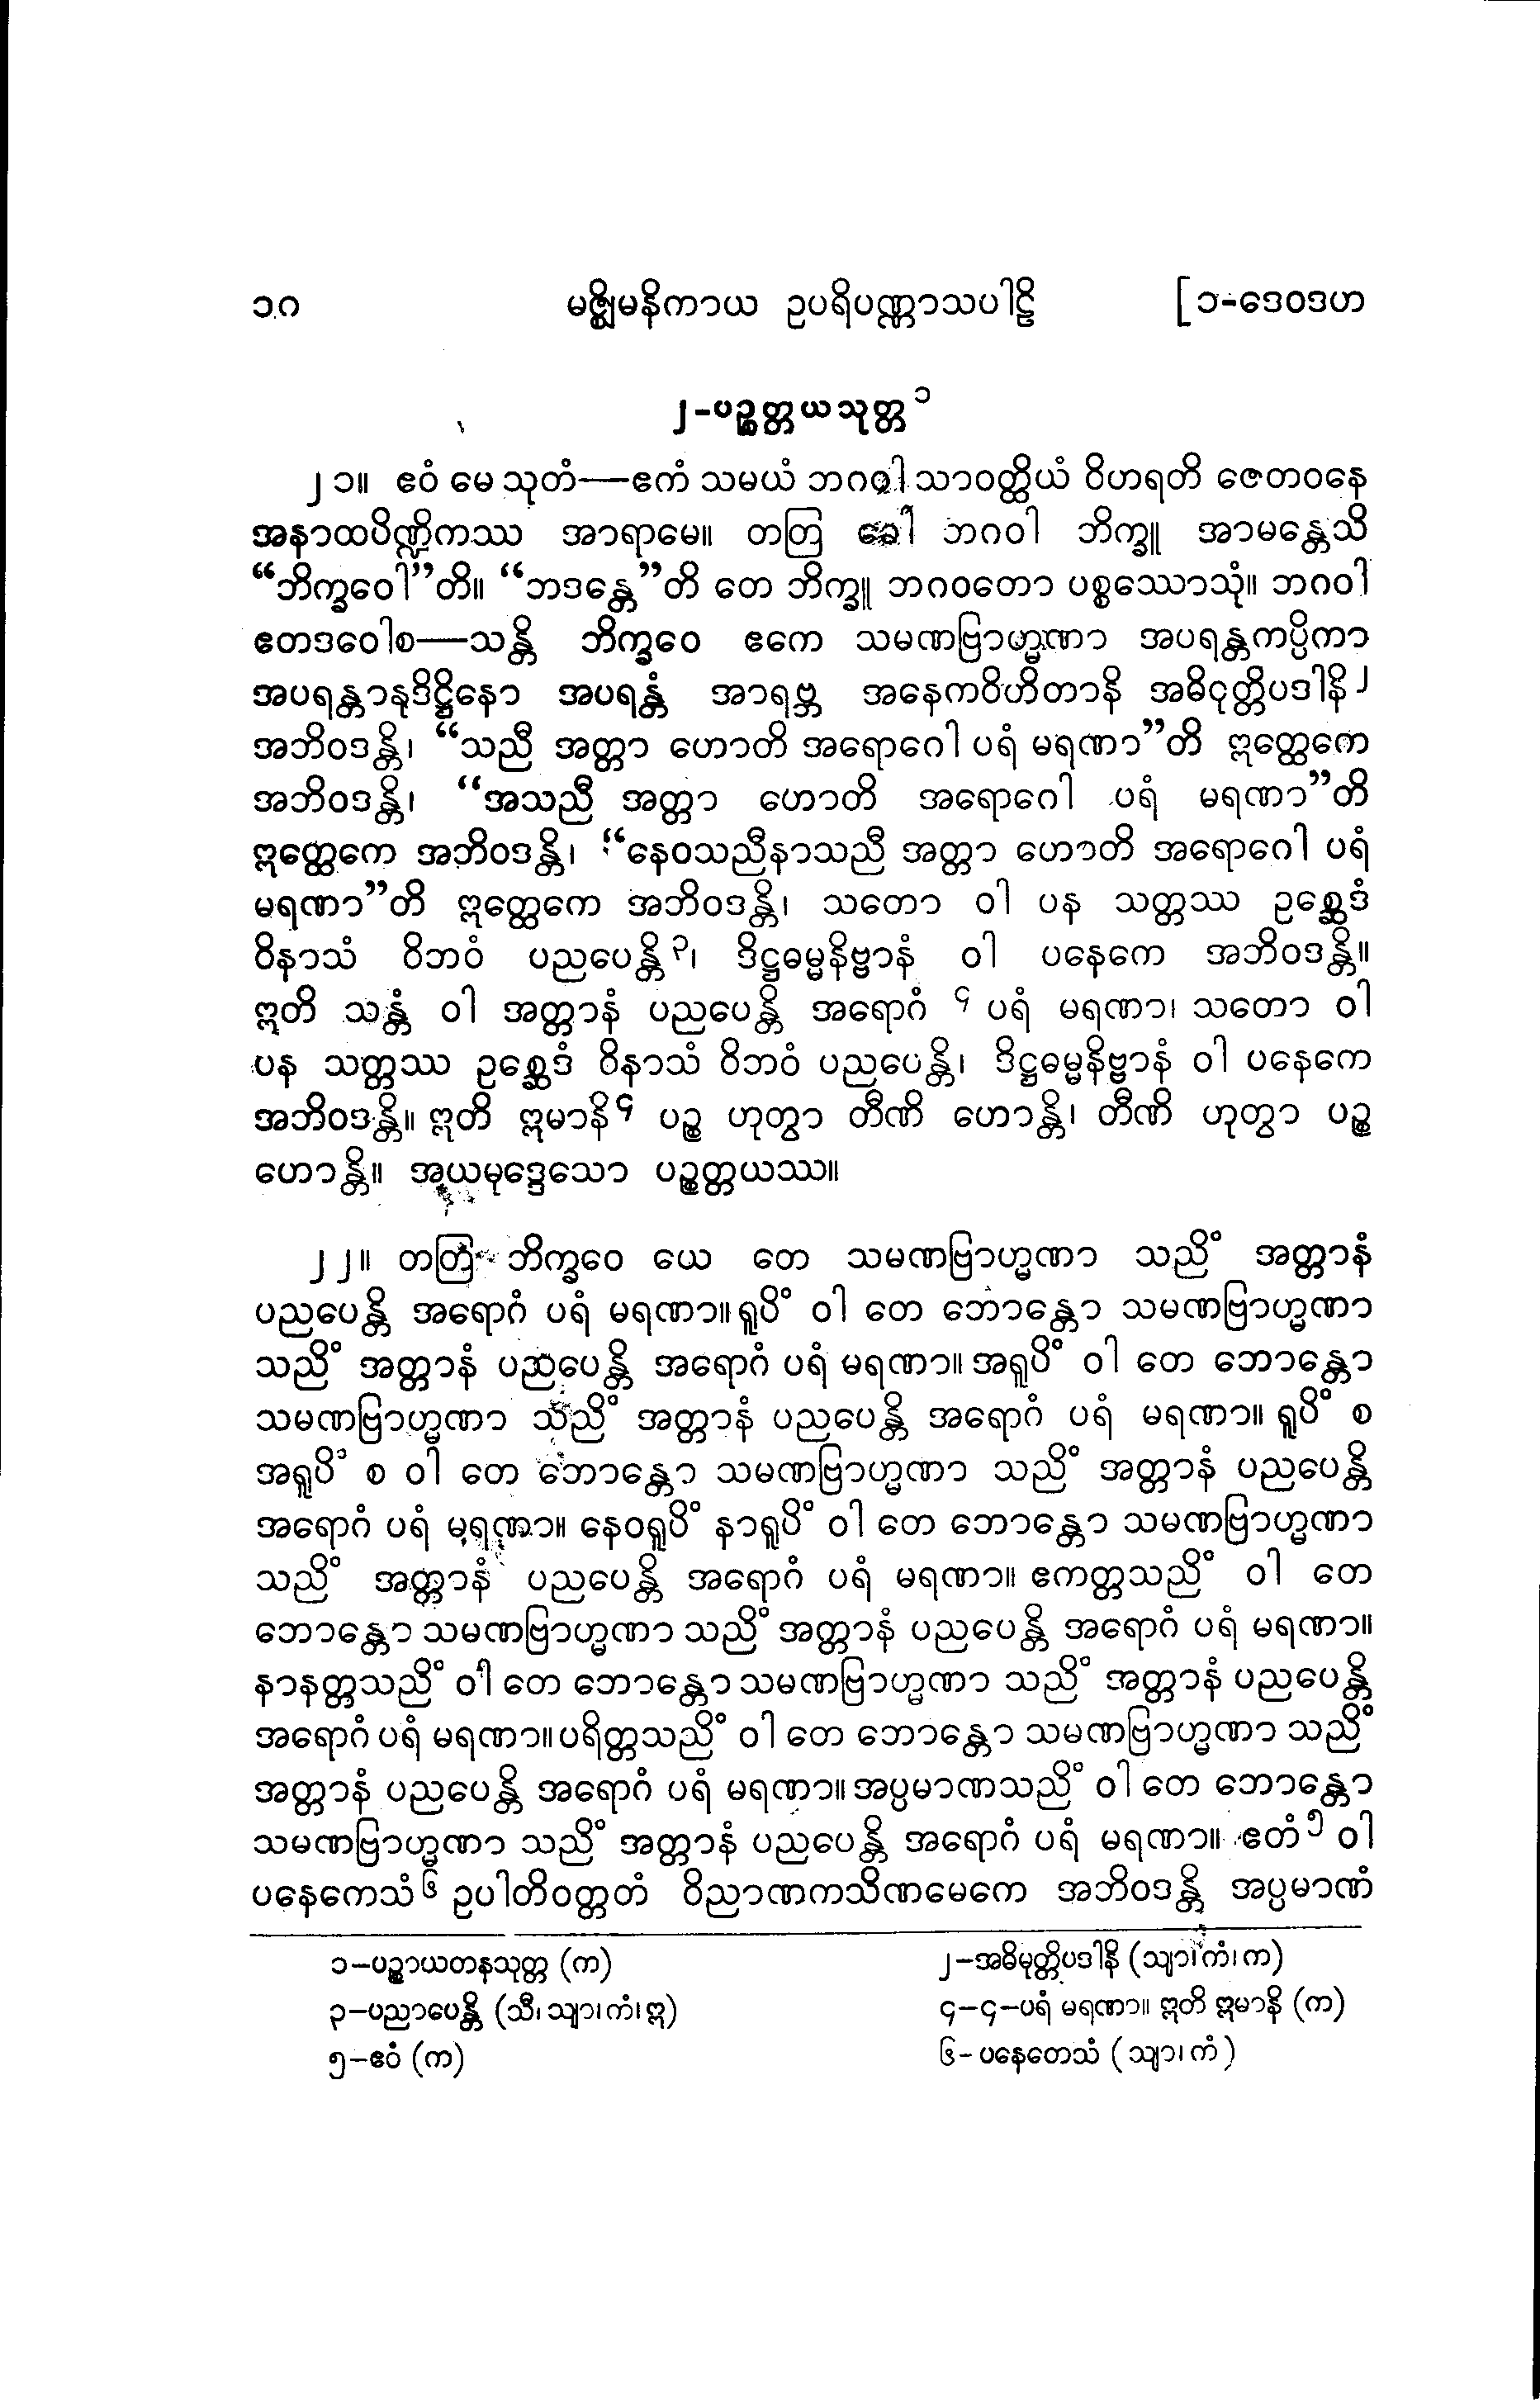 ၁ဂ မဇ္ဈိမနိကာယ ဥပရိပဏ္ဏာသပါဠိ [၁-ဒေဝဒဟ
၂-ပဉ္စတ္တယသုတ္တ ၁
၂၁။ ဧဝံ မေ သုတံ—ဧကံ သမယံ ဘဂဝါ သာဝတ္ထိယံ ဝိဟရတိ ဇေတဝနေ
အနာထပိဏ္ဍိကဿ အာရာမေ။ တတြ ခေါ ဘဂဝါ ဘိက္ခူ အာမန္တေသိ
“ဘိက္ခဝေါ”တိ။ “ဘဒန္တေ”တိ တေ ဘိက္ခူ ဘဂဝတော ပစ္စဿောသုံ။ ဘဂဝါ
ဧတဒဝေါစ—သန္တိ ဘိက္ခဝေ ဧကေ သမဏဗြာဟ္မဏာ အပရန္တကပ္ပိကာ
အပရန္တာနုဒိဋ္ဌိနော အပရန္တံ အာရဗ္ဘ အနေကဝိဟိတာနိ အဓိဝုတ္တိပဒါနိ ၂
အဘိဝဒန္တိ၊ “သညီ အတ္တာ ဟောတိ အရောဂေါ ပရံ မရဏာ”တိ ဣတ္ထေကေ
အဘိဝဒန္တိ၊ “အသညီ အတ္တာ ဟောတိ အရောဂေါ ပရံ မရဏာ”တိ
ဣတ္ထေကေ အဘိဝဒန္တိ၊ “နေဝသညီနာသညီ အတ္တာ ဟောတိ အရောဂေါ ပရံ
မရဏာ”တိ ဣတ္ထေကေ အဘိဝဒန္တိ၊ သတော ဝါ ပန သတ္တဿ ဥစ္ဆေဒံ
ဝိနာသံ ဝိဘဝံ ပညပေန္တိ ၃၊ ဒိဋ္ဌဓမ္မနိဗ္ဗာနံ ဝါ ပနေကေ အဘိဝဒန္တိ။
ဣတိ သန္တံ ဝါ အတ္တာနံ ပညပေန္တိ အရောဂံ ၄ ပရံ မရဏာ၊ သတော ဝါ
ပန သတ္တဿ ဥစ္ဆေဒံ ဝိနာသံ ဝိဘဝံ ပညပေန္တိ၊ ဒိဋ္ဌဓမ္မနိဗ္ဗာနံ ဝါ ပနေကေ
အဘိဝဒန္တိ။ ဣတိ ဣမာနိ ၄ ပဉ္စ ဟုတွာ တီဏိ ဟောန္တိ၊ တီဏိ ဟုတွာ ပဉ္စ
ဟောန္တိ။ အယမုဒ္ဒေသော ပဉ္စတ္တယဿ။
၂၂။ တတြ ဘိက္ခဝေ ယေ တေ သမဏဗြာဟ္မဏာ သညိံ အတ္တာနံ
ပညပေန္တိ အရောဂံ ပရံ မရဏာ။ ရူပိံ ဝါ တေ ဘောန္တော သမဏဗြာဟ္မဏာ
သညိံ အတ္တာနံ ပညပေန္တိ အရောဂံ ပရံ မရဏာ။ အရူပိံ ဝါ တေ ဘောန္တော
သမဏဗြာဟ္မဏာ သညိံ အတ္တာနံ ပညပေန္တိ အရောဂံ ပရံ မရဏာ။ ရူပိံ စ
အရူပိံ စ ဝါ တေ ဘောန္တော သမဏဗြာဟ္မဏာ သညိံ အတ္တာနံ ပညပေန္တိ
အရောဂံ ပရံ မရဏာ။ နေဝရူပိံ နာရူပိံ ဝါ တေ ဘောန္တော သမဏဗြာဟ္မဏာ
သညိံ အတ္တာနံ ပညပေန္တိ အရောဂံ ပရံ မရဏာ။ ဧကတ္တသညိံ ဝါ တေ
ဘောန္တော သမဏဗြာဟ္မဏာ သညိံ အတ္တာနံ ပညပေန္တိ အရောဂံ ပရံ မရဏာ။
နာနတ္တသညိံ ဝါ တေ ဘောန္တော သမဏဗြာဟ္မဏာ သညိံ အတ္တာနံ ပညပေန္တိ
အရောဂံ ပရံ မရဏာ။ ပရိတ္တသညိံ ဝါ တေ ဘောန္တော သမဏဗြာဟ္မဏာ သညိံ
အတ္တာနံ ပညပေန္တိ အရောဂံ ပရံ မရဏာ။ အပ္ပမာဏသညိံ ဝါ တေ ဘောန္တော
သမဏဗြာဟ္မဏာ သညိံ အတ္တာနံ ပညပေန္တိ အရောဂံ ပရံ မရဏာ။ ဧတံ ၅ ဝါ
ပနေကေသံ ၆ ဥပါတိဝတ္တတံ ဝိညာဏကသိဏမေကေ အဘိဝဒန္တိ အပ္ပမာဏံ
၁-ပဉ္စာယတနသုတ္တ (က) ၂-အဓိမုတ္တိပဒါနိ (သျာ၊ကံ၊က)
၃-ပညာပေန္တိ (သီ၊သျာ၊ကံ၊ဣ) ၄-၄-ပရံ မရဏာ။ ဣတိ ဣမာနိ (က)
၅-ဧဝံ (က) ၆-ပနေတေသံ (သျာ၊ကံ)